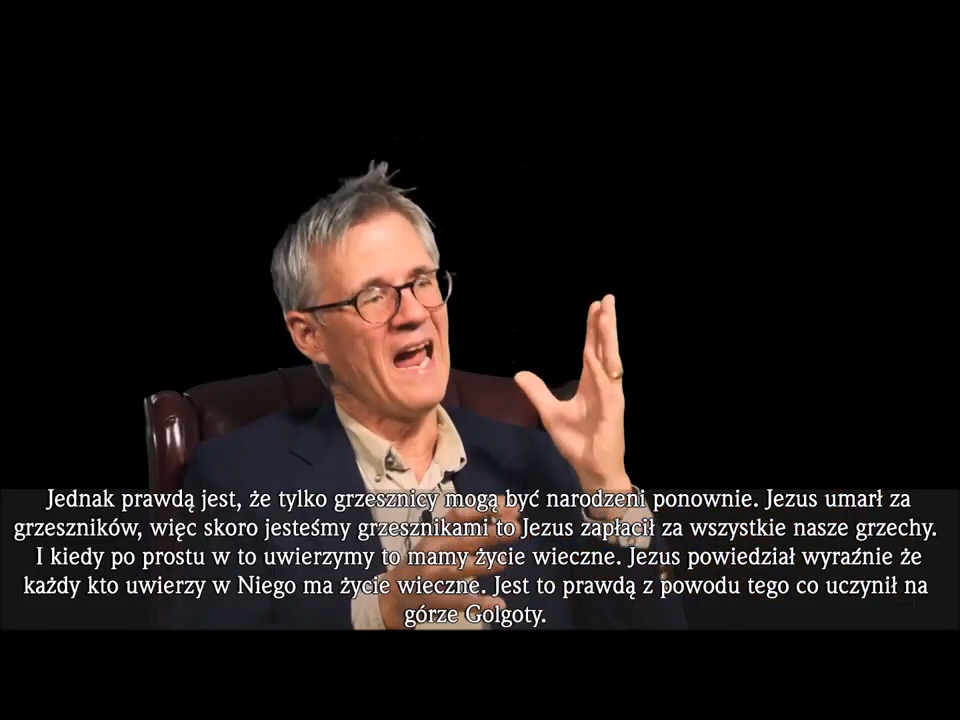 Jednak prawdą jest, że tylko grzesznicy mogą być narodzeni ponownie. Jezus umarł za
grzeszników, więc skoro jesteśmy grzesznikami to Jezus zapłacił za wszystkie nasze grzechy.
I kiedy po prostu w to uwierzymy to mamy życie wieczne. Jezus powiedział wyraźnie że
każdy kto uwierzy w Niego ma życie wieczne. Jest to prawdą z powodu tego co uczynił na
górze Golgoty.